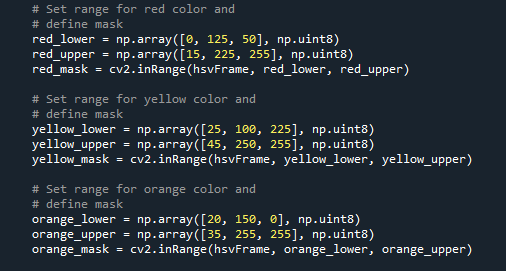 # Set range for red color and
# define mask
red_lower = np.array([0, 125, 50], np.uint8)
red_upper = np.array([15, 225, 255], np.uint8)
red_mask = cv2.inRange(hsvFrame, red_lower, red_upper)
# Set range for yellow color and
# define mask
yellow_lower = np.array([25, 100, 225], np.uint8)
yellow_upper = np.array([45, 250, 255], np.uint8)
yellow_mask = cv2.inRange(hsvFrame, yellow_lower, yellow_upper)
# Set range for orange color and
# define mask
orange_lower = np.array([20, 150, 0], np.uint8)
orange_upper = np.array([35, 255, 255], np.uint8)
orange_mask = cv2.inRange(hsvFrame, orange_lower, orange_upper)